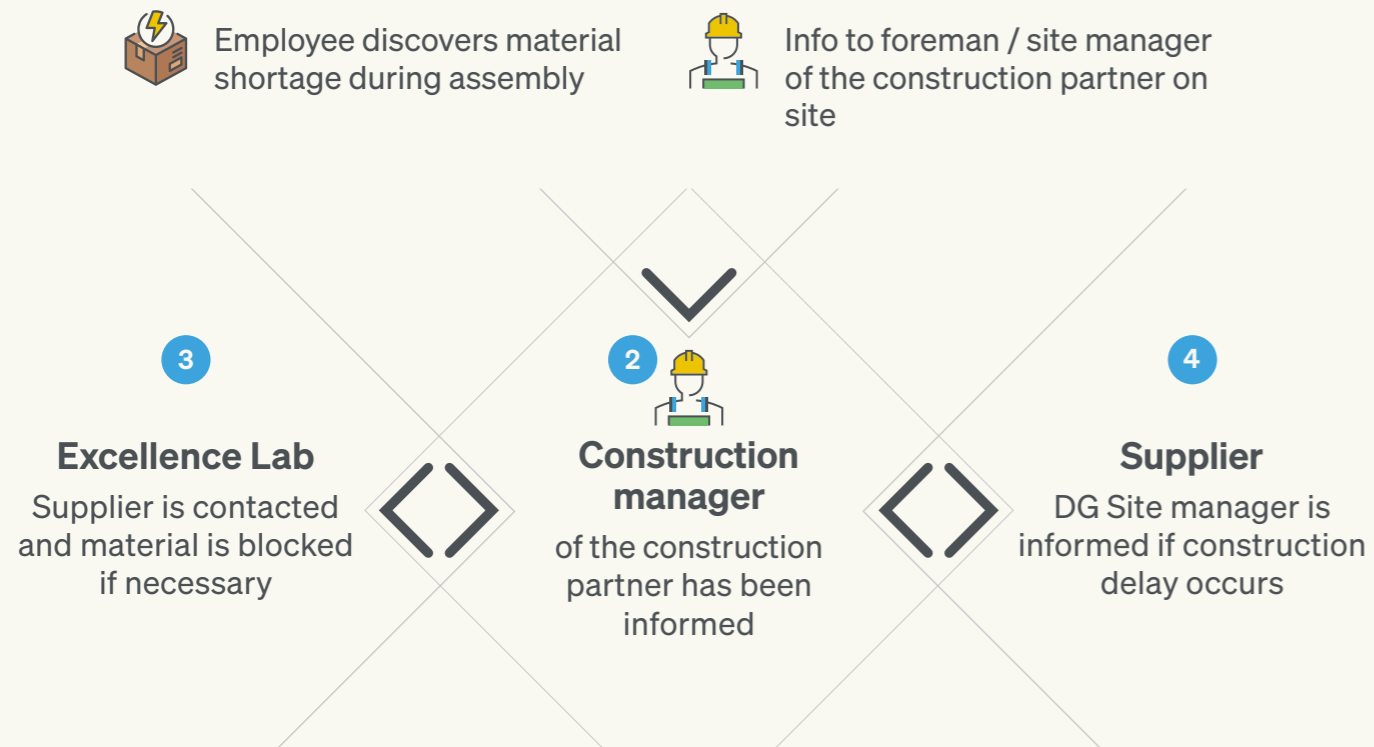 Employee discovers material
shortage during assembly
Info to foreman / site manager
of the construction partner on
site
3
Excellence Lab
Supplier is contacted
and material is blocked
if necessary
2
Construction
manager
of the construction
partner has been
informed
4
Supplier
DG Site manager is
informed if construction
delay occurs